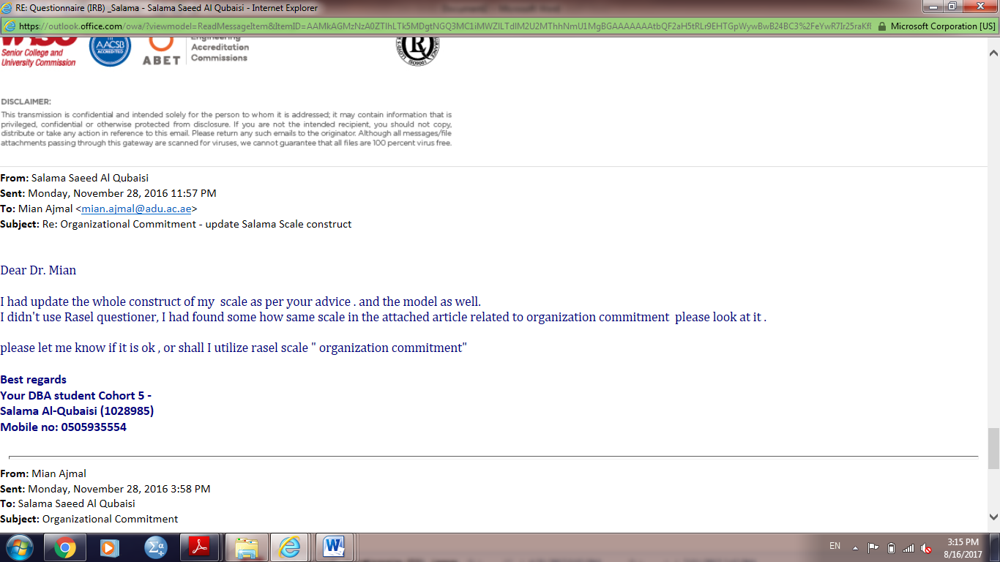 RE: Questionnaire (IRB) _Salama - Salama Saeed Al Qubaisi - Internet Explorer
Microsoft Corporation [US]
Senior College and
University Commission
AACSB
ACCREDITED
ABET
Engineering
Accreditation
Commissions
ISO9001
DISCLAIMER:
This transmission is confidential and intended solely for the person to whom it is addressed; it may contain information that is
privileged, confidential or otherwise protected from disclosure. If you are not the intended recipient, you should not copy,
distribute or take any action in reference to this email. Please return any such emails to the originator. Although all messages/file
attachments passing through this gateway are scanned for viruses, we cannot guarantee that all files are 100 percent virus free.
From: Salama Saeed Al Qubaisi
Sent: Monday, November 28, 2016 11:57 PM
To: Mian Ajmal <mian.ajmal@adu.ac.ae>
Subject: Re: Organizational Commitment - update Salama Scale construct
Dear Dr. Mian
I had update the whole construct of my  scale as per your advice . and the model as well.
I didn't use Rasel questioner, I had found some how same scale in the attached article related to organization commitment  please look at it .
please let me know if it is ok , or shall I utilize rasel scale " organization commitment"
Best regards
Your DBA student Cohort 5 -
Salama Al-Qubaisi (1028985)
Mobile no: 0505935554
From: Mian Ajmal
Sent: Monday, November 28, 2016 3:58 PM
To: Salama Saeed Al Qubaisi
Subject: Organizational Commitment
EN
3:15 PM
8/16/2017